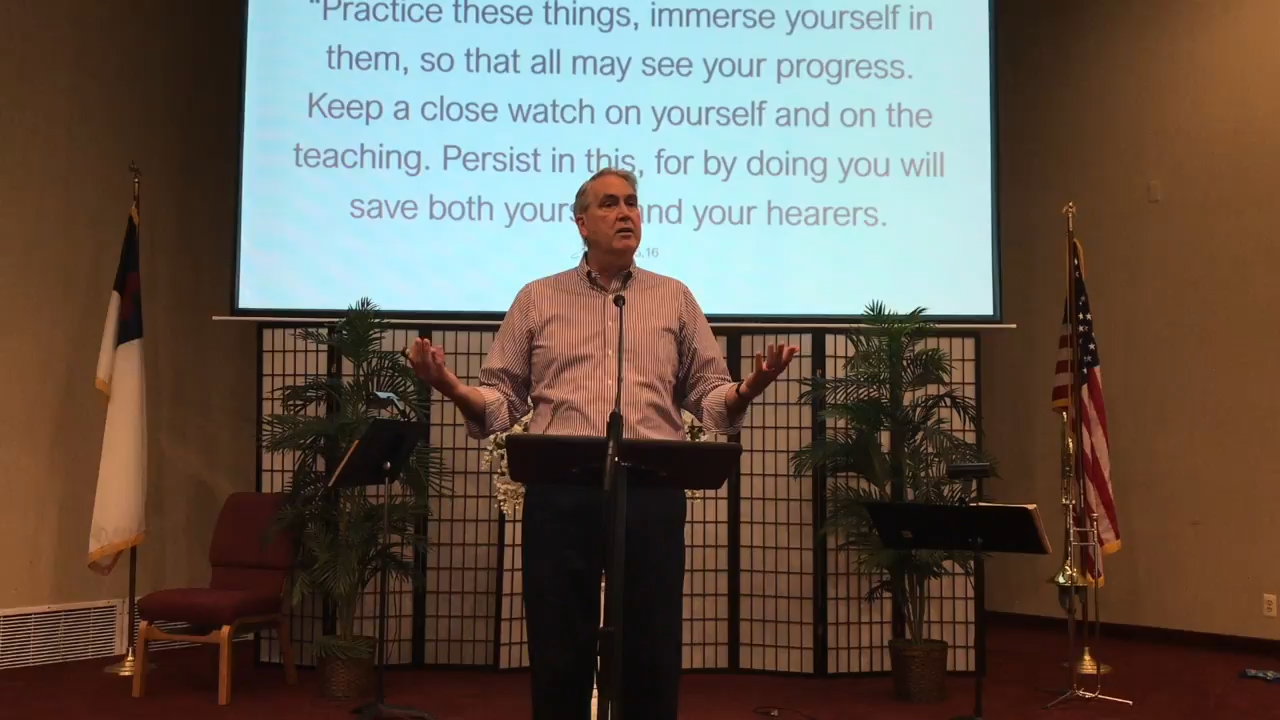 "Practice these things, immerse yourself in
them, so that all may see your progress.
Keep a close watch on yourself and on the
teaching. Persist in this, for by doing you will
save both and your hearers.